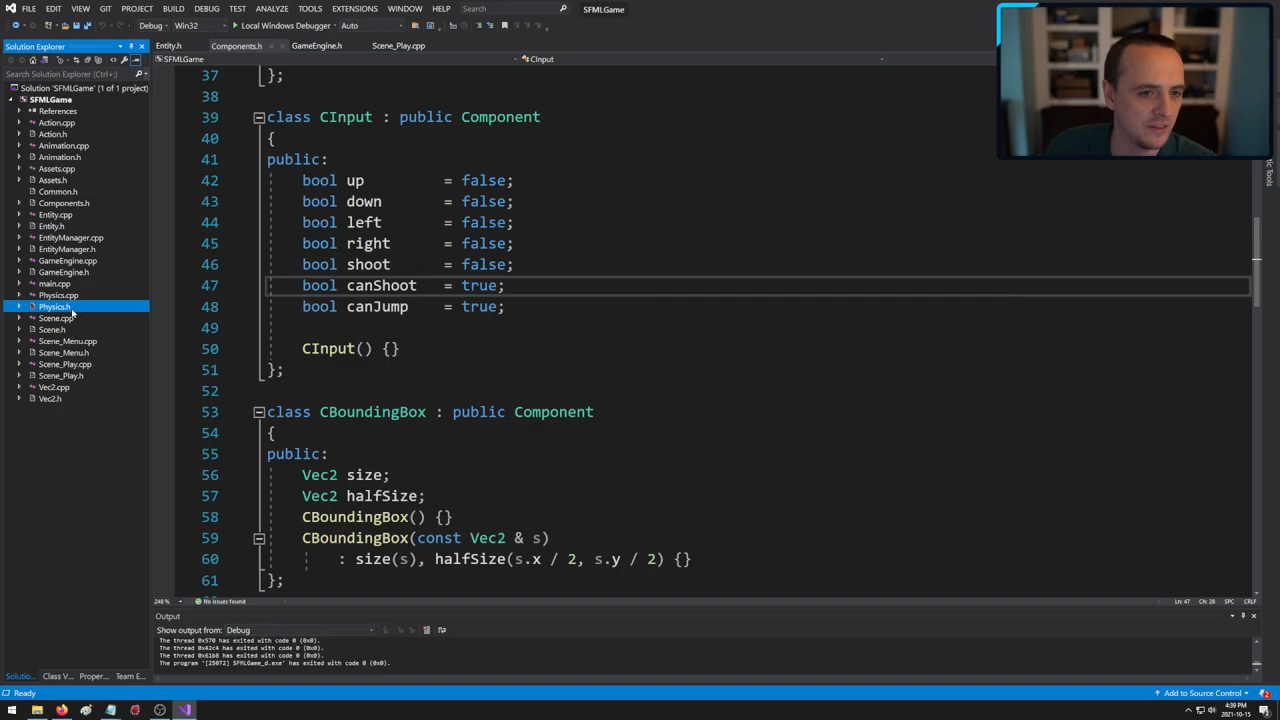 FILE EDIT VIEW GIT PROJECT BUILD DEBUG TEST ANALYZE TOOLS EXTENSIONS WINDOW HELP Search SFMLGame
Debug Win32 Local Windows Debugger Auto
Solution Explorer
Entity.h Components.h GameEngine.h Scene_Play.cpp
SFMLGame CInput
Search Solution Explorer (Ctrl+;)
Solution 'SFMLGame' (1 of 1 project)
SFMLGame
References
Action.cpp
Action.h
Animation.cpp
Animation.h
Assets.cpp
Assets.h
Common.h
Components.h
Entity.cpp
Entity.h
EntityManager.cpp
EntityManager.h
GameEngine.cpp
GameEngine.h
main.cpp
Physics.cpp
Physics.h
Scene.cpp
Scene.h
Scene_Menu.cpp
Scene_Menu.h
Scene_Play.cpp
Scene_Play.h
Vec2.cpp
Vec2.h
37 };
38
39 class CInput : public Component
40 {
41 public:
42 bool up = false;
43 bool down = false;
44 bool left = false;
45 bool right = false;
46 bool shoot = false;
47 bool canShoot = true;
48 bool canJump = true;
49
50 CInput() {}
51 };
52
53 class CBoundingBox : public Component
54 {
55 public:
56 Vec2 size;
57 Vec2 halfSize;
58 CBoundingBox() {}
59 CBoundingBox(const Vec2 & s)
60 : size(s), halfSize(s.x / 2, s.y / 2) {}
61 };
248 % No issues found Ln: 47 Ch: 28 SPC CRLF
Output
Show output from: Debug
The thread 0x570 has exited with code 0 (0x0).
The thread 0x42c4 has exited with code 0 (0x0).
The thread 0x61b8 has exited with code 0 (0x0).
The program '[25072] SFMLGame_d.exe' has exited with code 0 (0x0).
Solutio... Class V... Proper... Team E...
Ready Add to Source Control 2
4:39 PM
2021-10-15